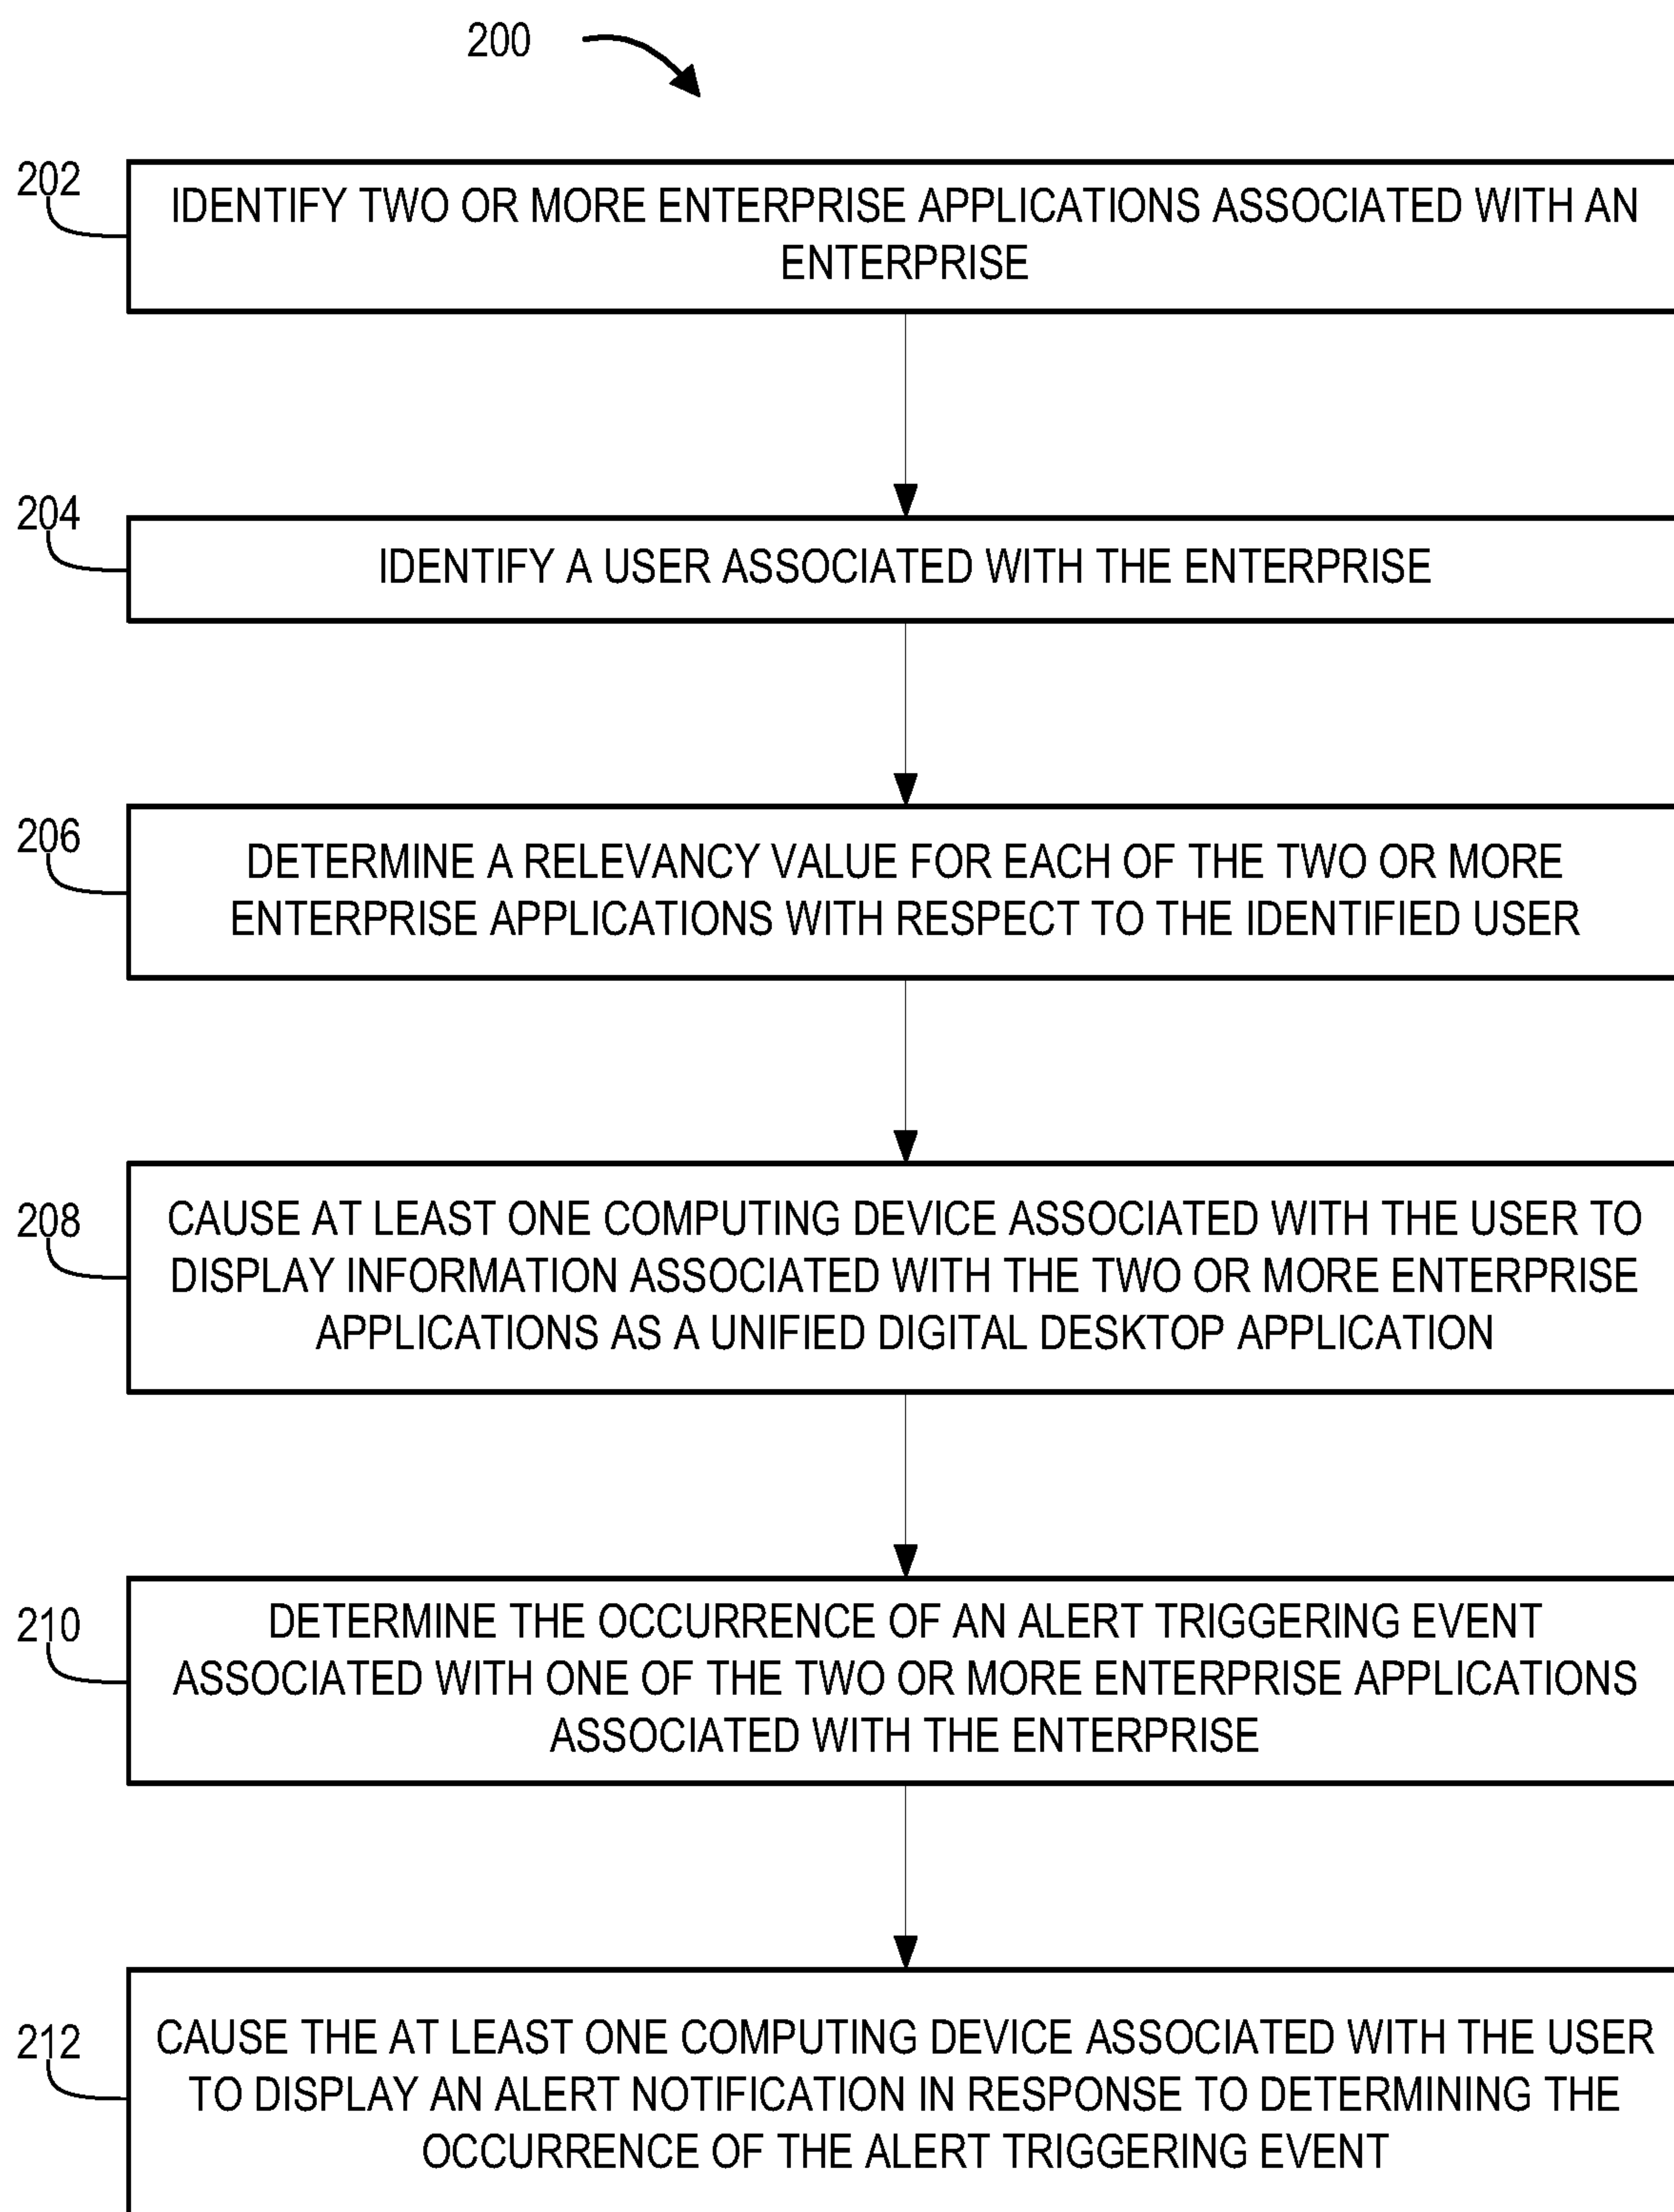 200
202
IDENTIFY TWO OR MORE ENTERPRISE APPLICATIONS ASSOCIATED WITH AN
ENTERPRISE
204
IDENTIFY A USER ASSOCIATED WITH THE ENTERPRISE
206
DETERMINE A RELEVANCY VALUE FOR EACH OF THE TWO OR MORE
ENTERPRISE APPLICATIONS WITH RESPECT TO THE IDENTIFIED USER
208
CAUSE AT LEAST ONE COMPUTING DEVICE ASSOCIATED WITH THE USER TO
DISPLAY INFORMATION ASSOCIATED WITH THE TWO OR MORE ENTERPRISE
APPLICATIONS AS A UNIFIED DIGITAL DESKTOP APPLICATION
210
DETERMINE THE OCCURRENCE OF AN ALERT TRIGGERING EVENT
ASSOCIATED WITH ONE OF THE TWO OR MORE ENTERPRISE APPLICATIONS
ASSOCIATED WITH THE ENTERPRISE
212
CAUSE THE AT LEAST ONE COMPUTING DEVICE ASSOCIATED WITH THE USER
TO DISPLAY AN ALERT NOTIFICATION IN RESPONSE TO DETERMINING THE
OCCURRENCE OF THE ALERT TRIGGERING EVENT